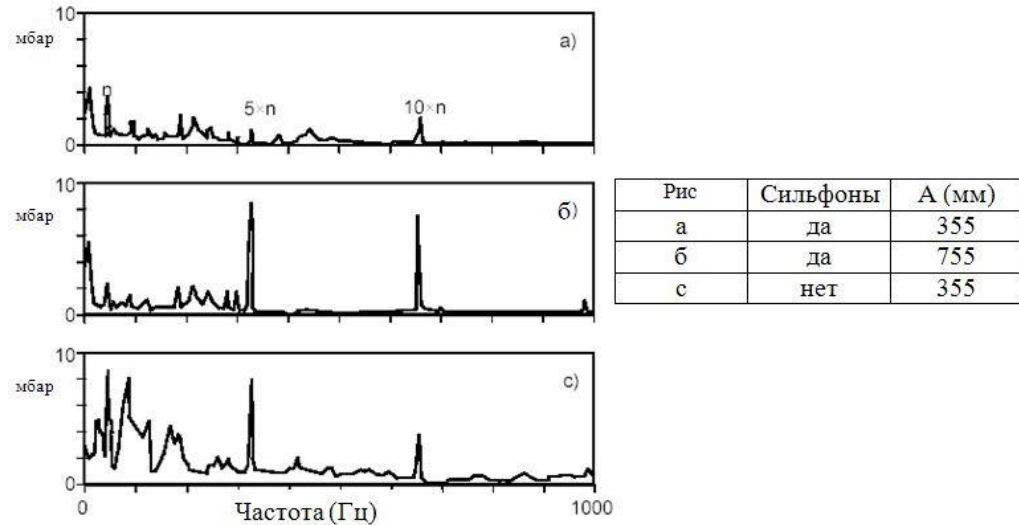 10
мбар
а)
n
5×n
10×n
0
10
мбар
б)
0
10
мбар
с)
0
0
Частота (Гц)
1000
Рис Сильфоны А (мм)
а да 355
б да 755
с нет 355